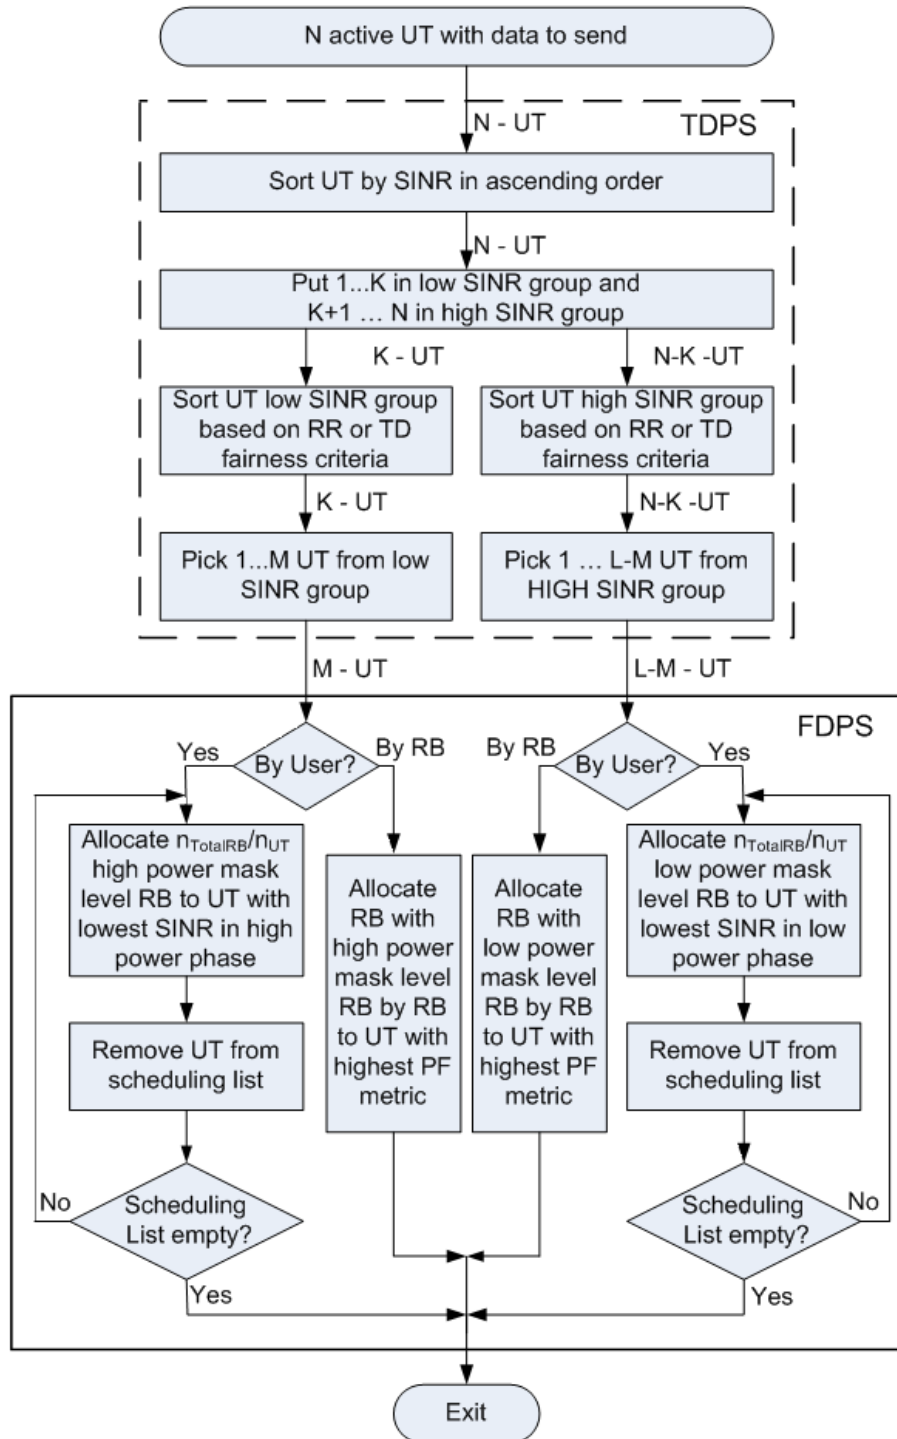 N active UT with data to send
N - UT
TDPS
Sort UT by SINR in ascending order
N - UT
Put 1...K in low SINR group and
K+1 … N in high SINR group
K - UT
N-K -UT
Sort UT low SINR group
based on RR or TD
fairness criteria
Sort UT high SINR group
based on RR or TD
fairness criteria
K - UT
N-K -UT
Pick 1...M UT from low
SINR group
Pick 1 … L-M UT from
HIGH SINR group
M - UT
L-M - UT
FDPS
Yes
By User?
By RB
By RB
By User?
Yes
Allocate nTotalRB/nUT
high power mask
level RB to UT with
lowest SINR in high
power phase
Allocate
RB with
high power
mask level
RB by RB
to UT with
highest PF
metric
Allocate
RB with
low power
mask level
RB by RB
to UT with
highest PF
metric
Allocate nTotalRB/nUT
low power mask
level RB to UT with
lowest SINR in low
power phase
Remove UT from
scheduling list
Remove UT from
scheduling list
No
Scheduling
List empty?
Scheduling
List empty?
No
Yes
Yes
Exit